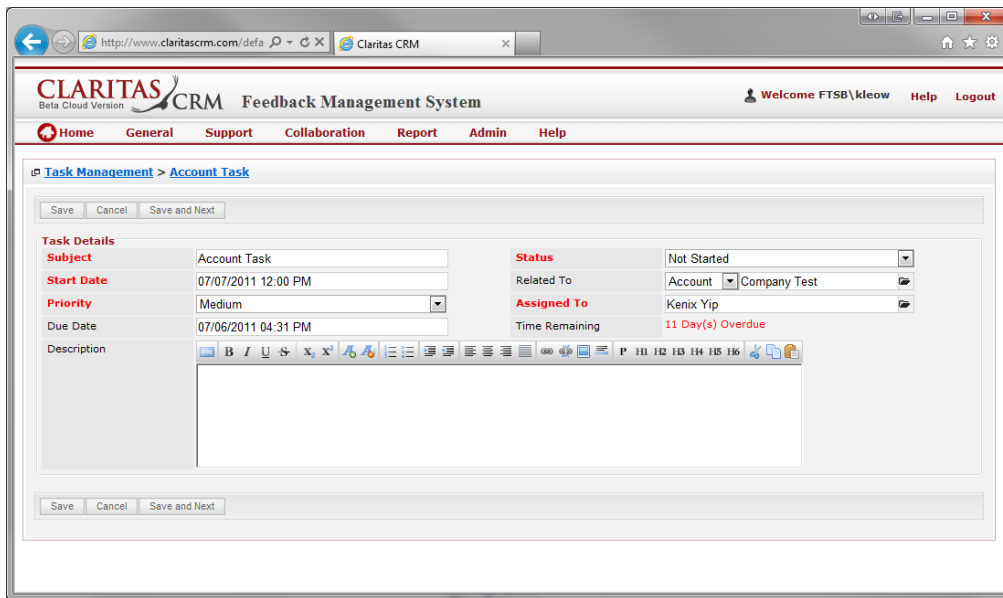 http://www.claritascrm.com/defa
Claritas CRM
CLARITAS CRM
Beta Cloud Version
Feedback Management System
Welcome FTSB\kleow Help Logout
Home General Support Collaboration Report Admin Help
Task Management > Account Task
Save Cancel Save and Next
Task Details
Subject Account Task Status Not Started
Start Date 07/07/2011 12:00 PM Related To Account Company Test
Priority Medium Assigned To Kenix Yip
Due Date 07/06/2011 04:31 PM Time Remaining 11 Day(s) Overdue
Description B I U S X₂ X² P H1 H2 H3 H4 H5 H6
Save Cancel Save and Next